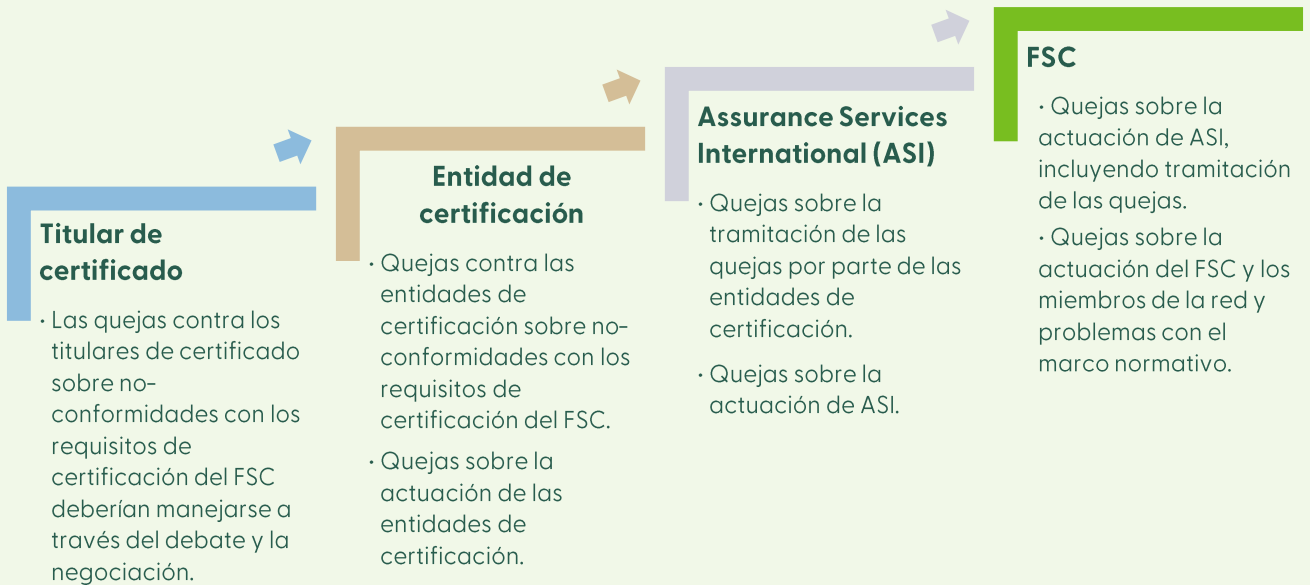 Titular de
certificado
· Las quejas contra los
titulares de certificado
sobre no-
conformidades con los
requisitos de
certificación del FSC
deberían manejarse a
través del debate y la
negociación.
Entidad de
certificación
· Quejas contra las
entidades de
certificación sobre no-
conformidades con los
requisitos de
certificación del FSC.
· Quejas sobre la
actuación de las
entidades de
certificación.
Assurance Services
International (ASI)
· Quejas sobre la
tramitación de las
quejas por parte de las
entidades de
certificación.
· Quejas sobre la
actuación de ASI.
FSC
· Quejas sobre la
actuación de ASI,
incluyendo tramitación
de las quejas.
· Quejas sobre la
actuación del FSC y los
miembros de la red y
problemas con el
marco normativo.